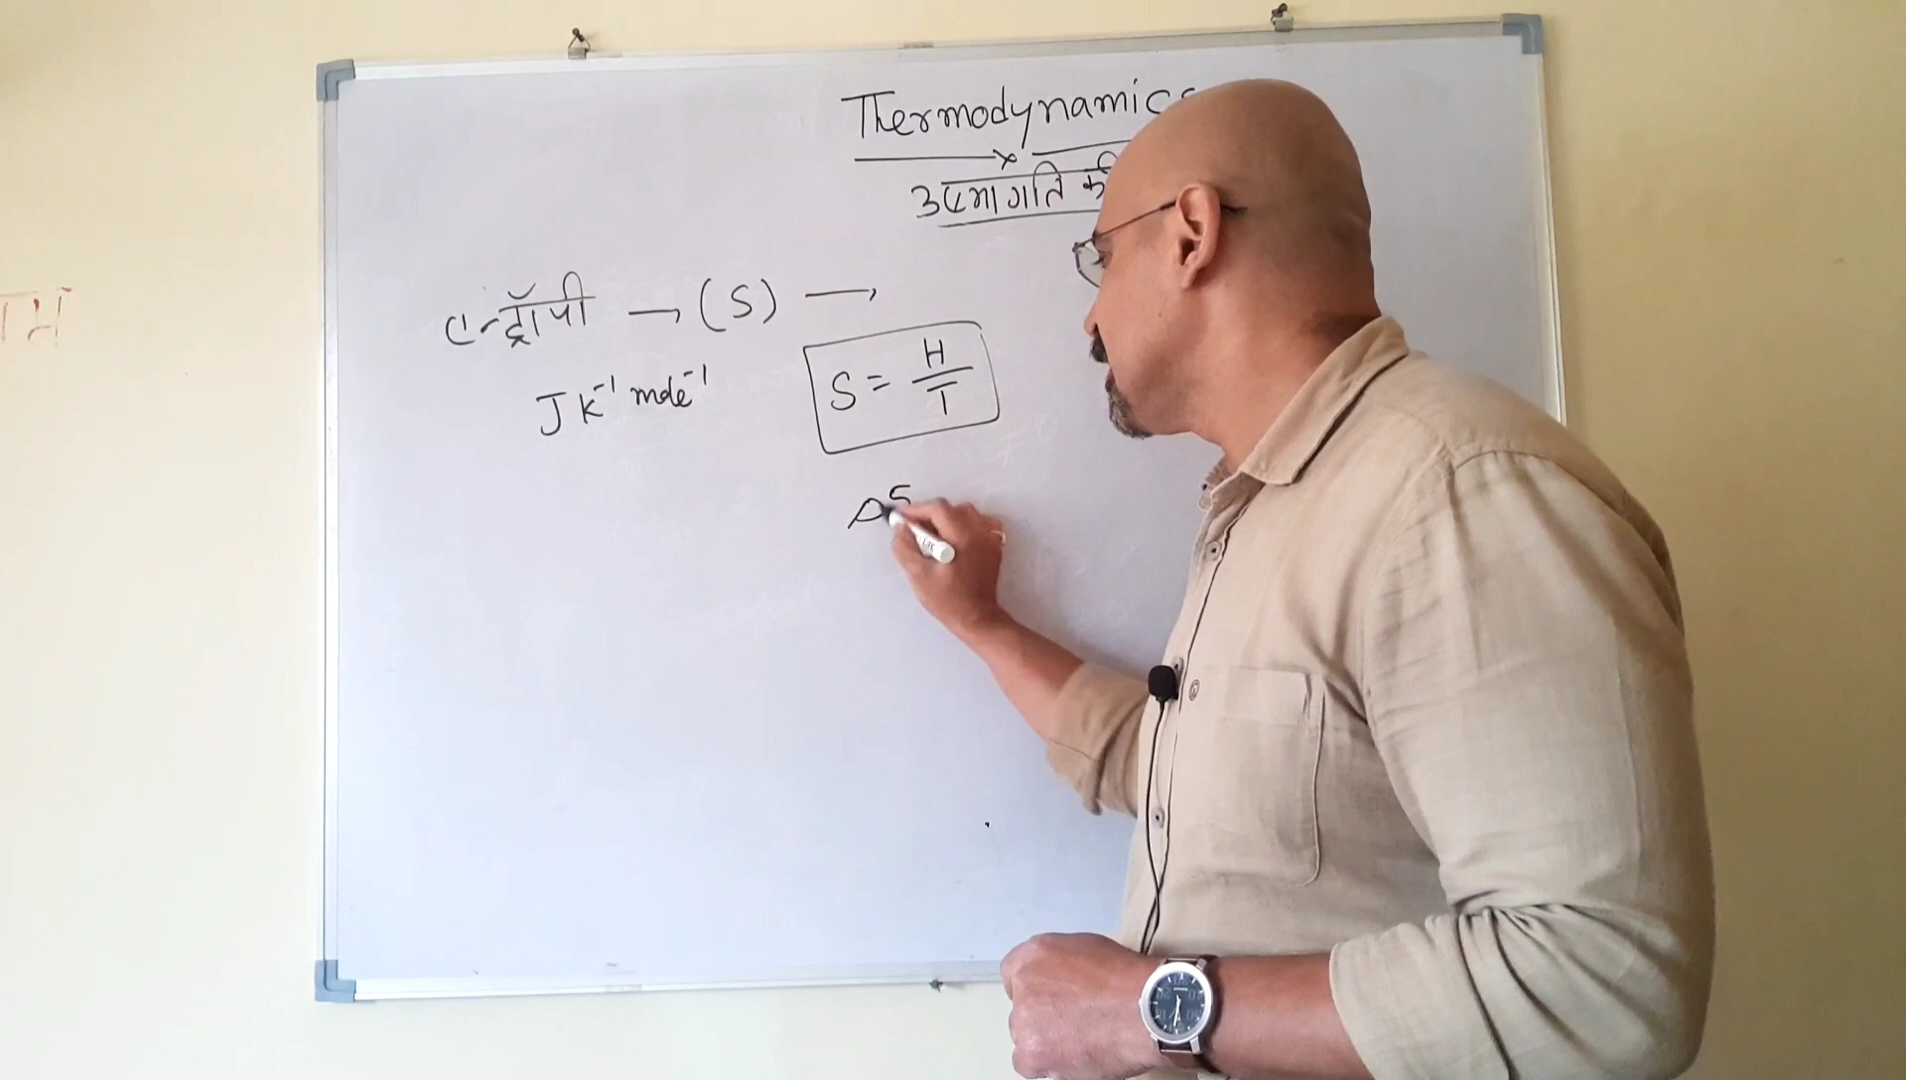 Thermodynamics
उष्मागति की
एन्ट्रॉपी → (S) →
J K⁻¹ mole⁻¹
S = H/T
ΔS